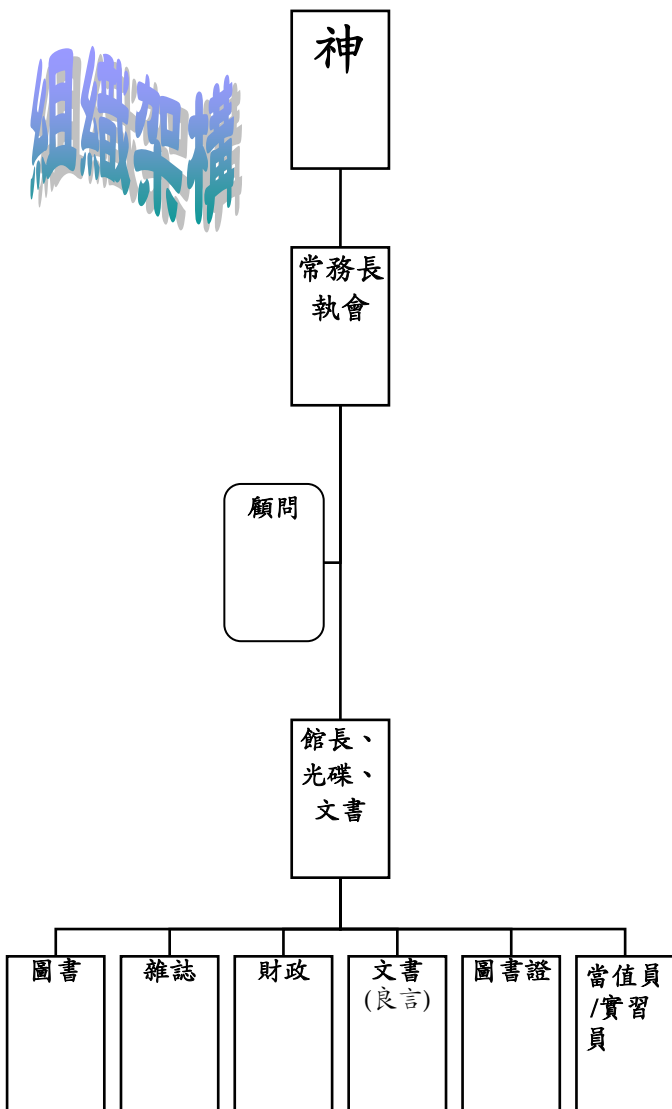 組織架構
神
常務長
執會
顧問
館長、
光碟、
文書
圖書
雜誌
財政
文書
(良言)
圖書證
當值員
/實習
員